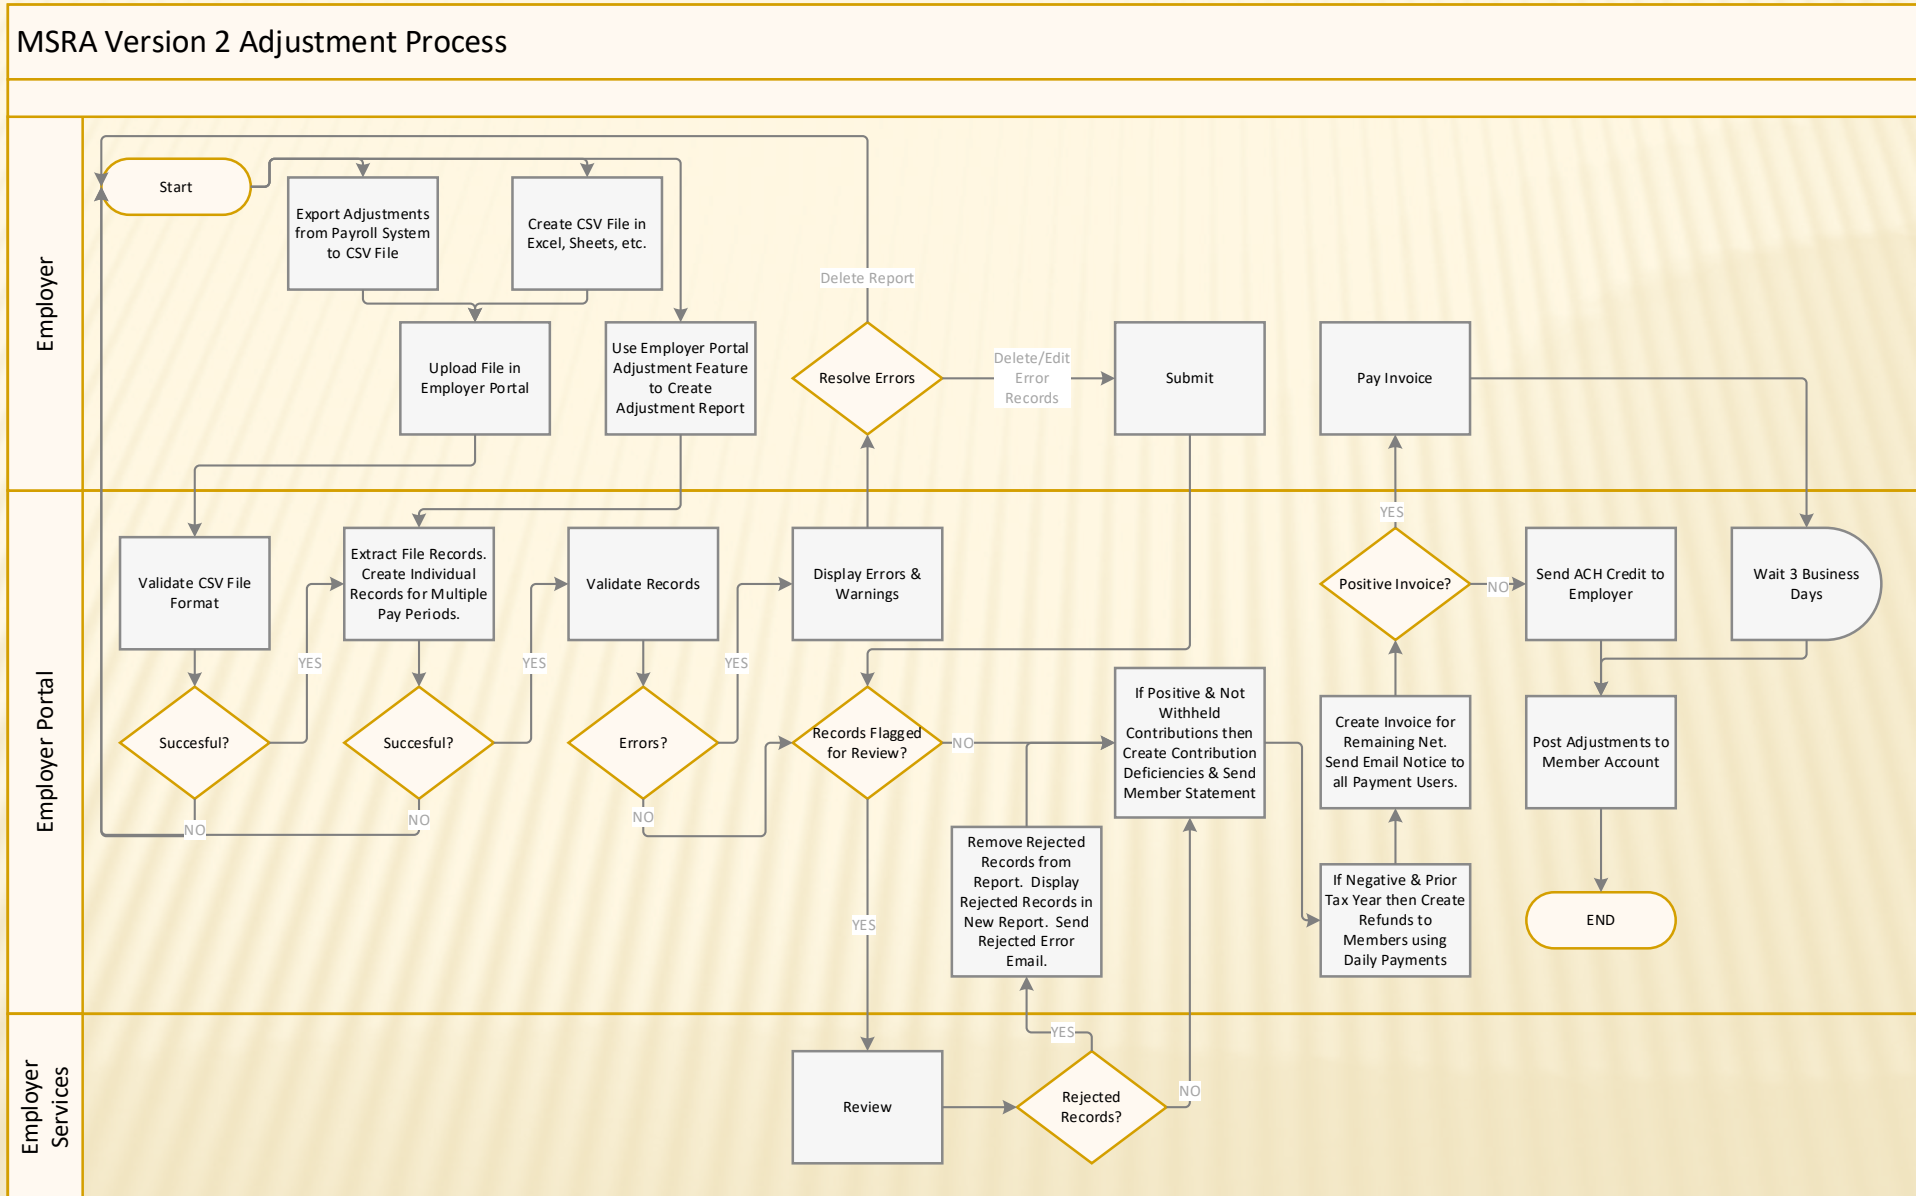 MSRA Version 2 Adjustment Process
Employer
Start
Export Adjustments
from Payroll System
to CSV File
Create CSV File in
Excel, Sheets, etc.
Upload File in
Employer Portal
Use Employer Portal
Adjustment Feature
to Create
Adjustment Report
Delete Report
Resolve Errors
Delete/Edit
Error
Records
Submit
Pay Invoice
Employer Portal
Validate CSV File
Format
YES
Succesful?
NO
Extract File Records.
Create Individual
Records for Multiple
Pay Periods.
YES
Succesful?
NO
Validate Records
YES
Errors?
NO
Display Errors &
Warnings
Records Flagged
for Review?
NO
YES
Remove Rejected
Records from
Report.  Display
Rejected Records in
New Report.  Send
Rejected Error
Email.
If Positive & Not
Withheld
Contributions then
Create Contribution
Deficiencies & Send
Member Statement
If Negative & Prior
Tax Year then Create
Refunds to
Members using
Daily Payments
Create Invoice for
Remaining Net.
Send Email Notice to
all Payment Users.
Positive Invoice?
YES
NO
Send ACH Credit to
Employer
Wait 3 Business
Days
Post Adjustments to
Member Account
END
Employer
Services
Review
Rejected
Records?
YES
NO